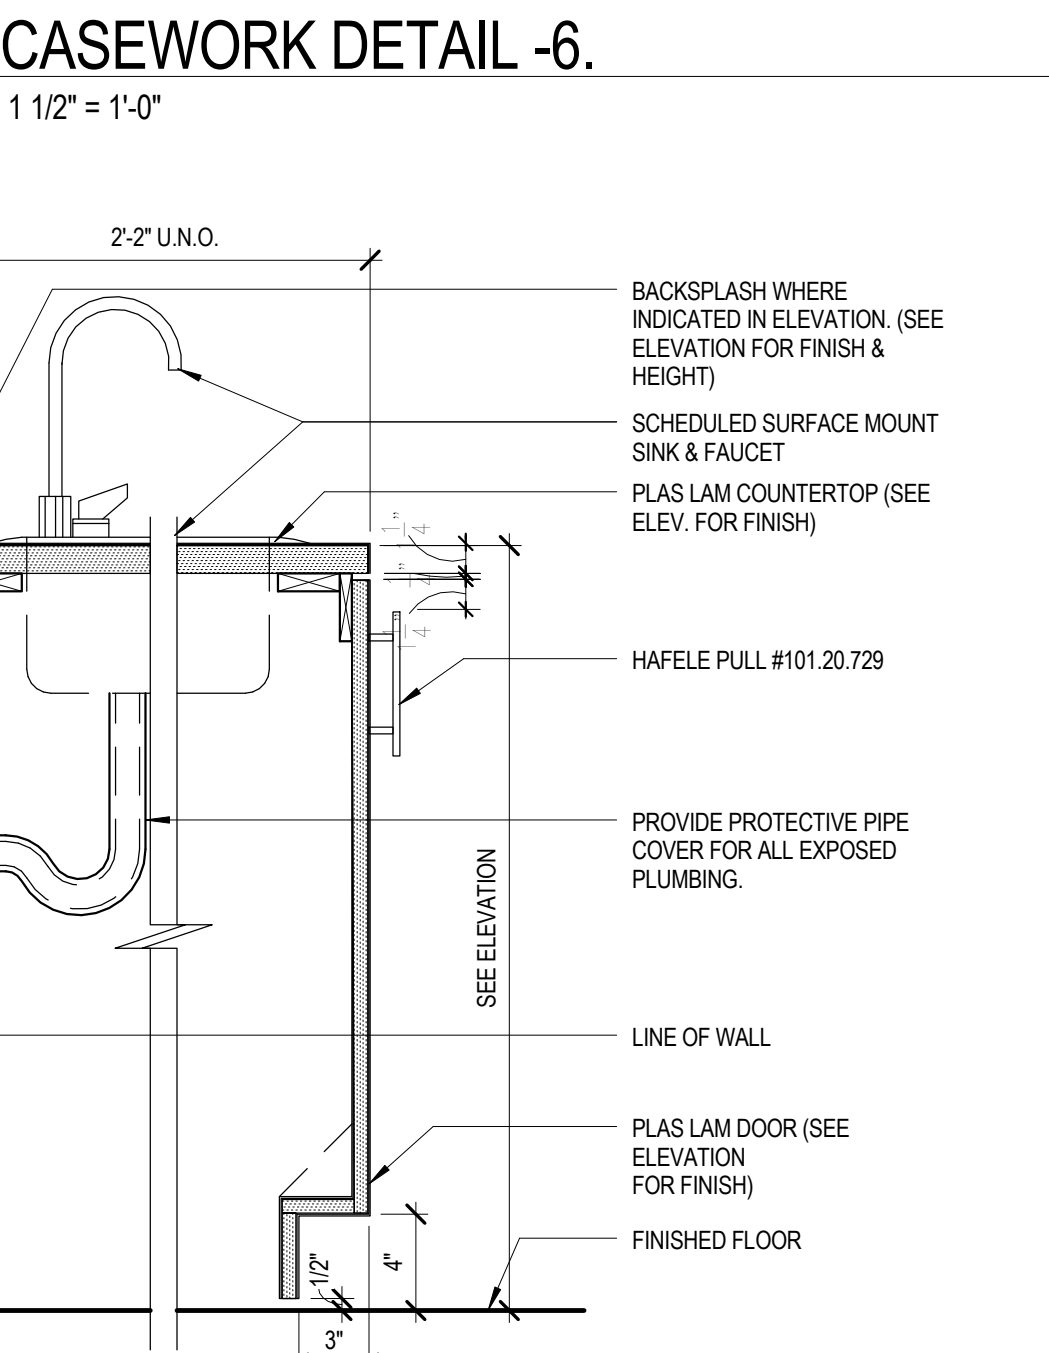 CASEWORK DETAIL -6.
1 1/2" = 1'-0"
2'-2" U.N.O.
BACKSPLASH WHERE
INDICATED IN ELEVATION. (SEE
ELEVATION FOR FINISH &
HEIGHT)
SCHEDULED SURFACE MOUNT
SINK & FAUCET
PLAS LAM COUNTERTOP (SEE
ELEV. FOR FINISH)
HAFELE PULL #101.20.729
PROVIDE PROTECTIVE PIPE
COVER FOR ALL EXPOSED
PLUMBING.
SEE ELEVATION
LINE OF WALL
PLAS LAM DOOR (SEE
ELEVATION
FOR FINISH)
FINISHED FLOOR
1/2"
4"
3"